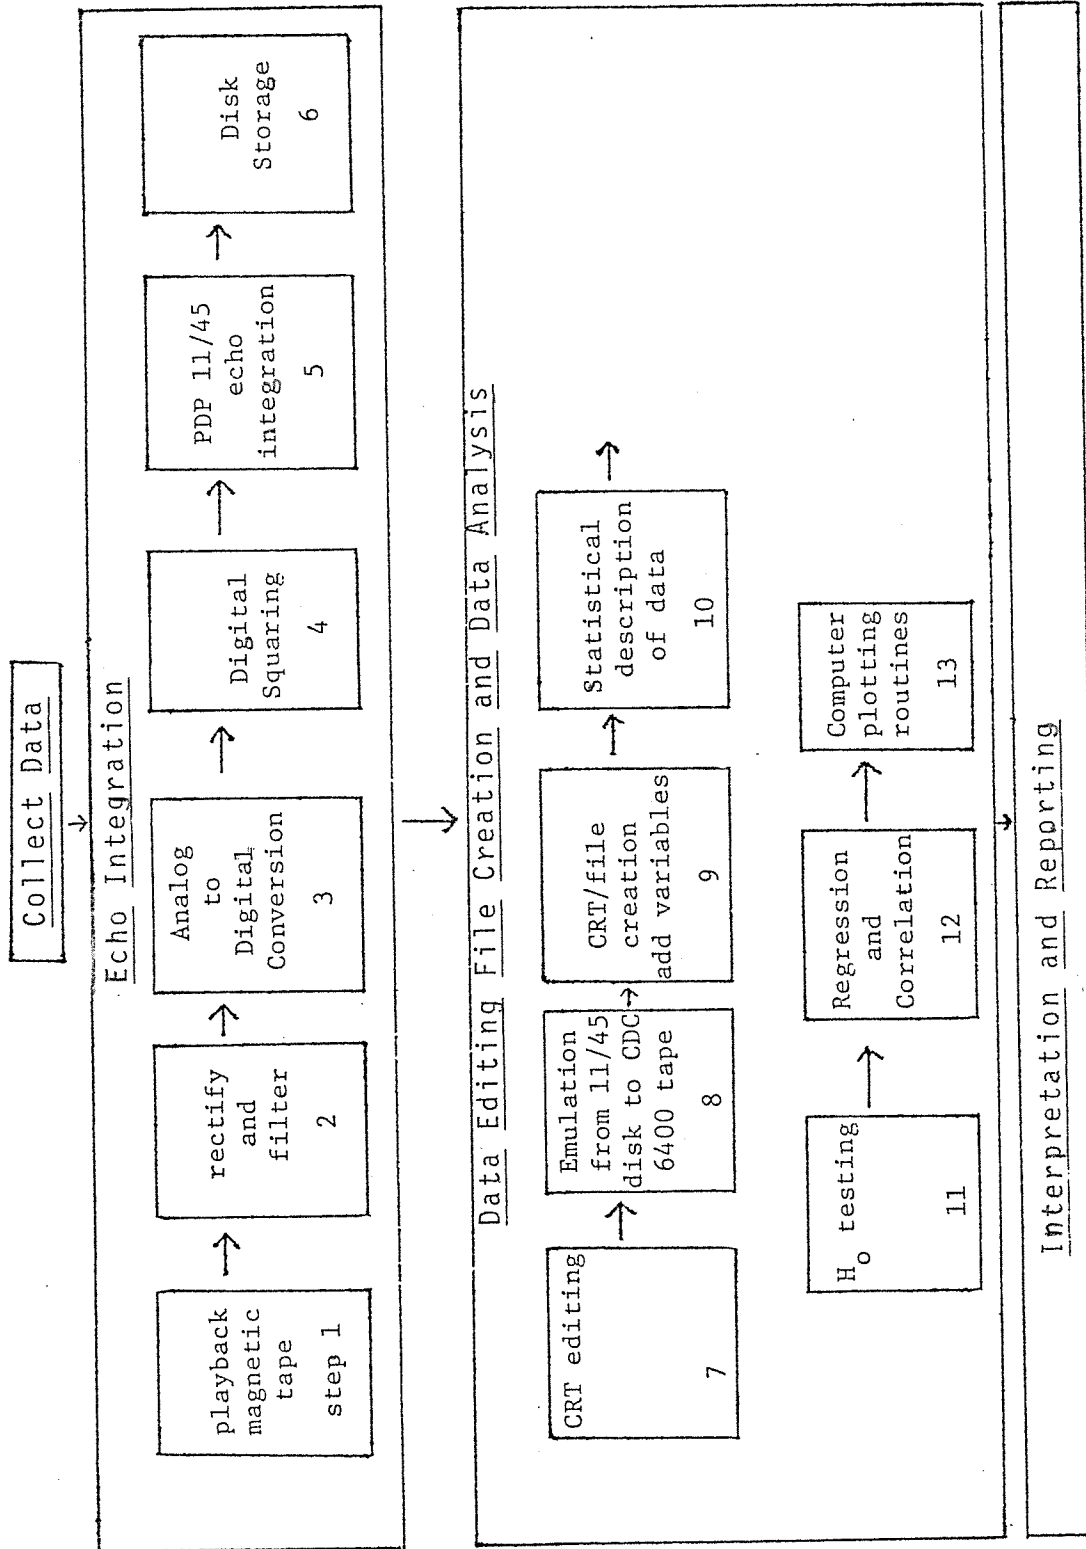 Collect Data
Echo Integration
playback
magnetic
tape
step 1
rectify
and
filter
2
Analog
to
Digital
Conversion
3
Digital
Squaring
4
PDP 11/45
echo
integration
5
Disk
Storage
6
Data Editing File Creation and Data Analysis
CRT editing
7
Emulation
from 11/45
disk to CDC
6400 tape
8
CRT/file
creation
add variables
9
Statistical
description
of data
10
Ho testing
11
Regression
and
Correlation
12
Computer
plotting
routines
13
Interpretation and Reporting